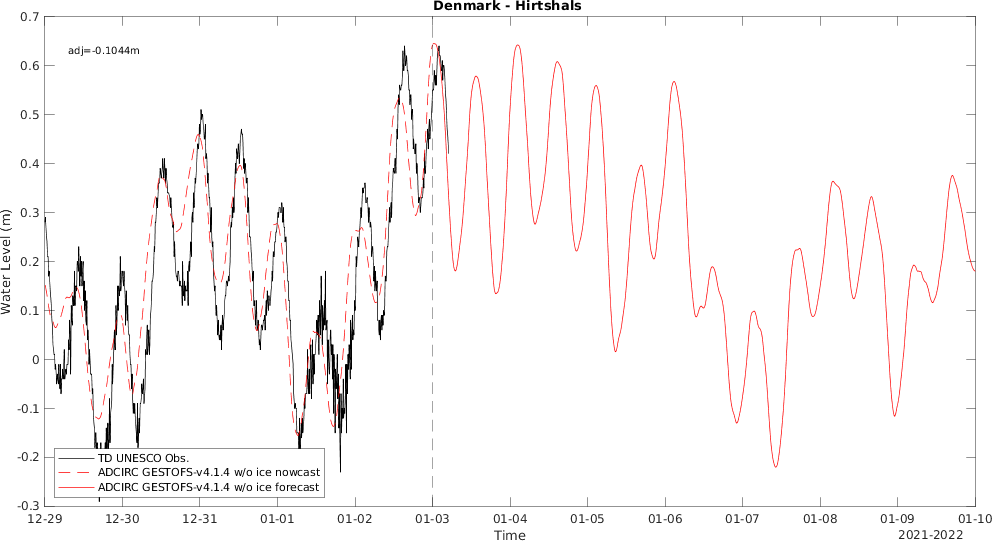 Denmark - Hirtshals
adj=-0.1044m
Water Level (m)
0.7
0.6
0.5
0.4
0.3
0.2
0.1
0
-0.1
-0.2
-0.3
TD UNESCO Obs.
ADCIRC GESTOFS-v4.1.4 w/o ice nowcast
ADCIRC GESTOFS-v4.1.4 w/o ice forecast
12-29 12-30 12-31 01-01 01-02 01-03 01-04 01-05 01-06 01-07 01-08 01-09 01-10
Time
2021-2022